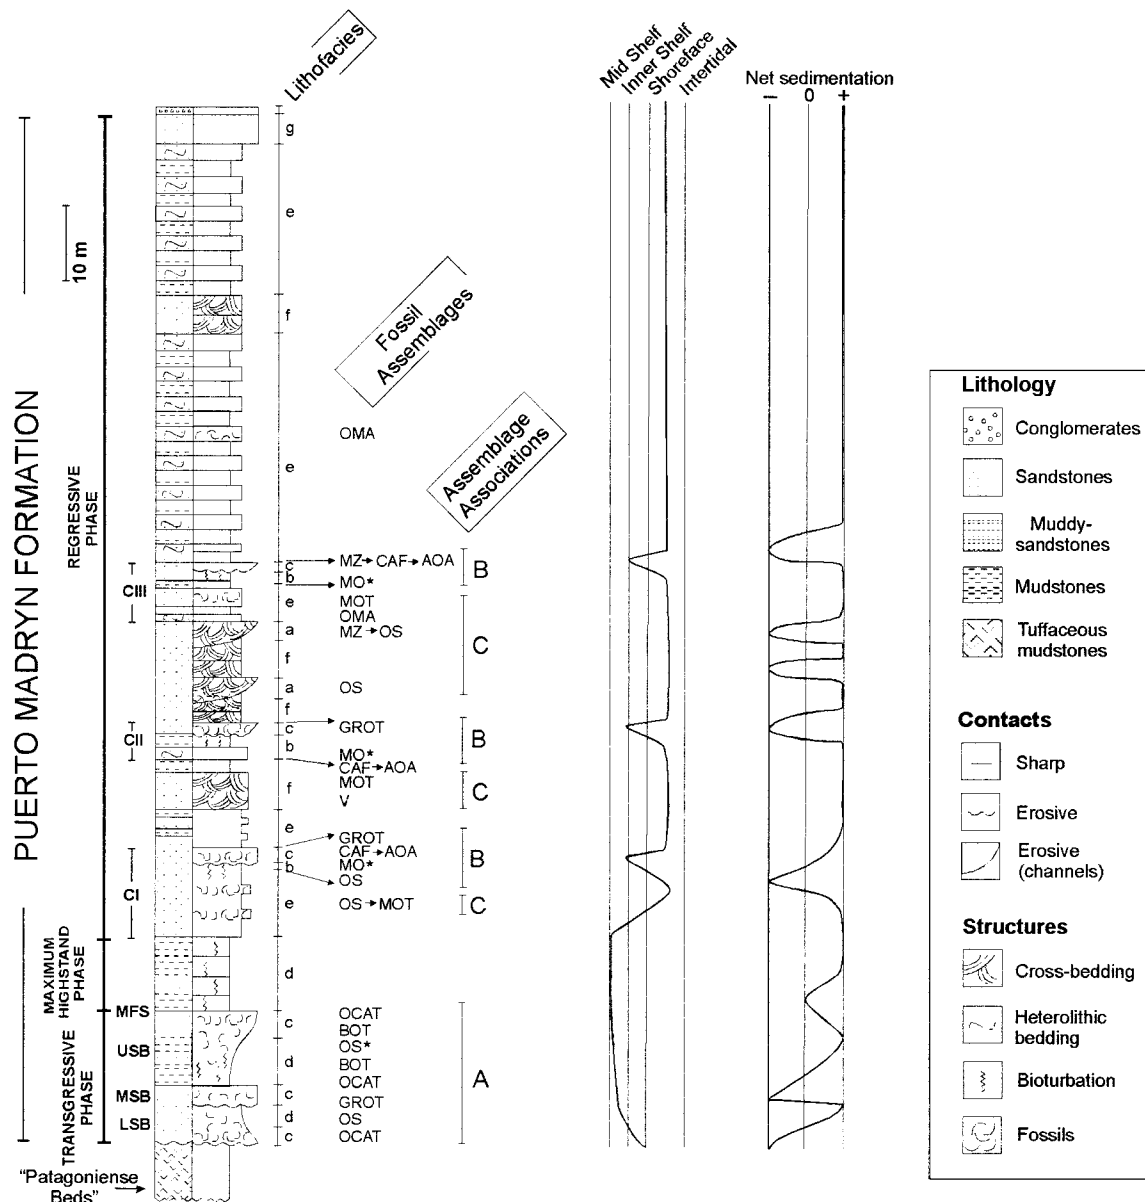 Lithofacies
Mid Shelf
Inner Shelf
Shoreface
Intertidal
Net sedimentation
– 0 +
PUERTO MADRYN FORMATION
REGRESSIVE
PHASE
MAXIMUM
HIGHSTAND
PHASE
TRANSGRESSIVE
PHASE
10 m
T
CIII
T
CII
CI
MFS
USB
MSB
LSB
"Patagoniense
Beds"
g
e
f
e
c
b
e
a
f
a
f
c
b
f
e
c
b
e
d
c
d
c
d
c
Fossil
Assemblages
OMA
MZ→CAF→AOA
MO*
MOT
OMA
MZ→OS
OS
GROT
MO*
CAF→AOA
MOT
V
GROT
CAF→AOA
MO*
OS
OS→MOT
OCAT
BOT
OS*
BOT
OCAT
GROT
OS
OCAT
Assemblage
Associations
B
C
B
C
B
C
A
Lithology
Conglomerates
Sandstones
Muddy-
sandstones
Mudstones
Tuffaceous
mudstones
Contacts
Sharp
Erosive
Erosive
(channels)
Structures
Cross-bedding
Heterolithic
bedding
Bioturbation
Fossils